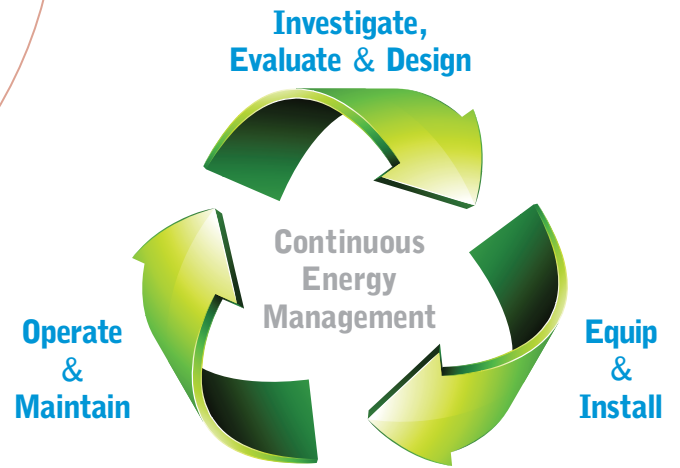 Investigate,
Evaluate & Design
Continuous
Energy
Management
Equip
&
Install
Operate
&
Maintain